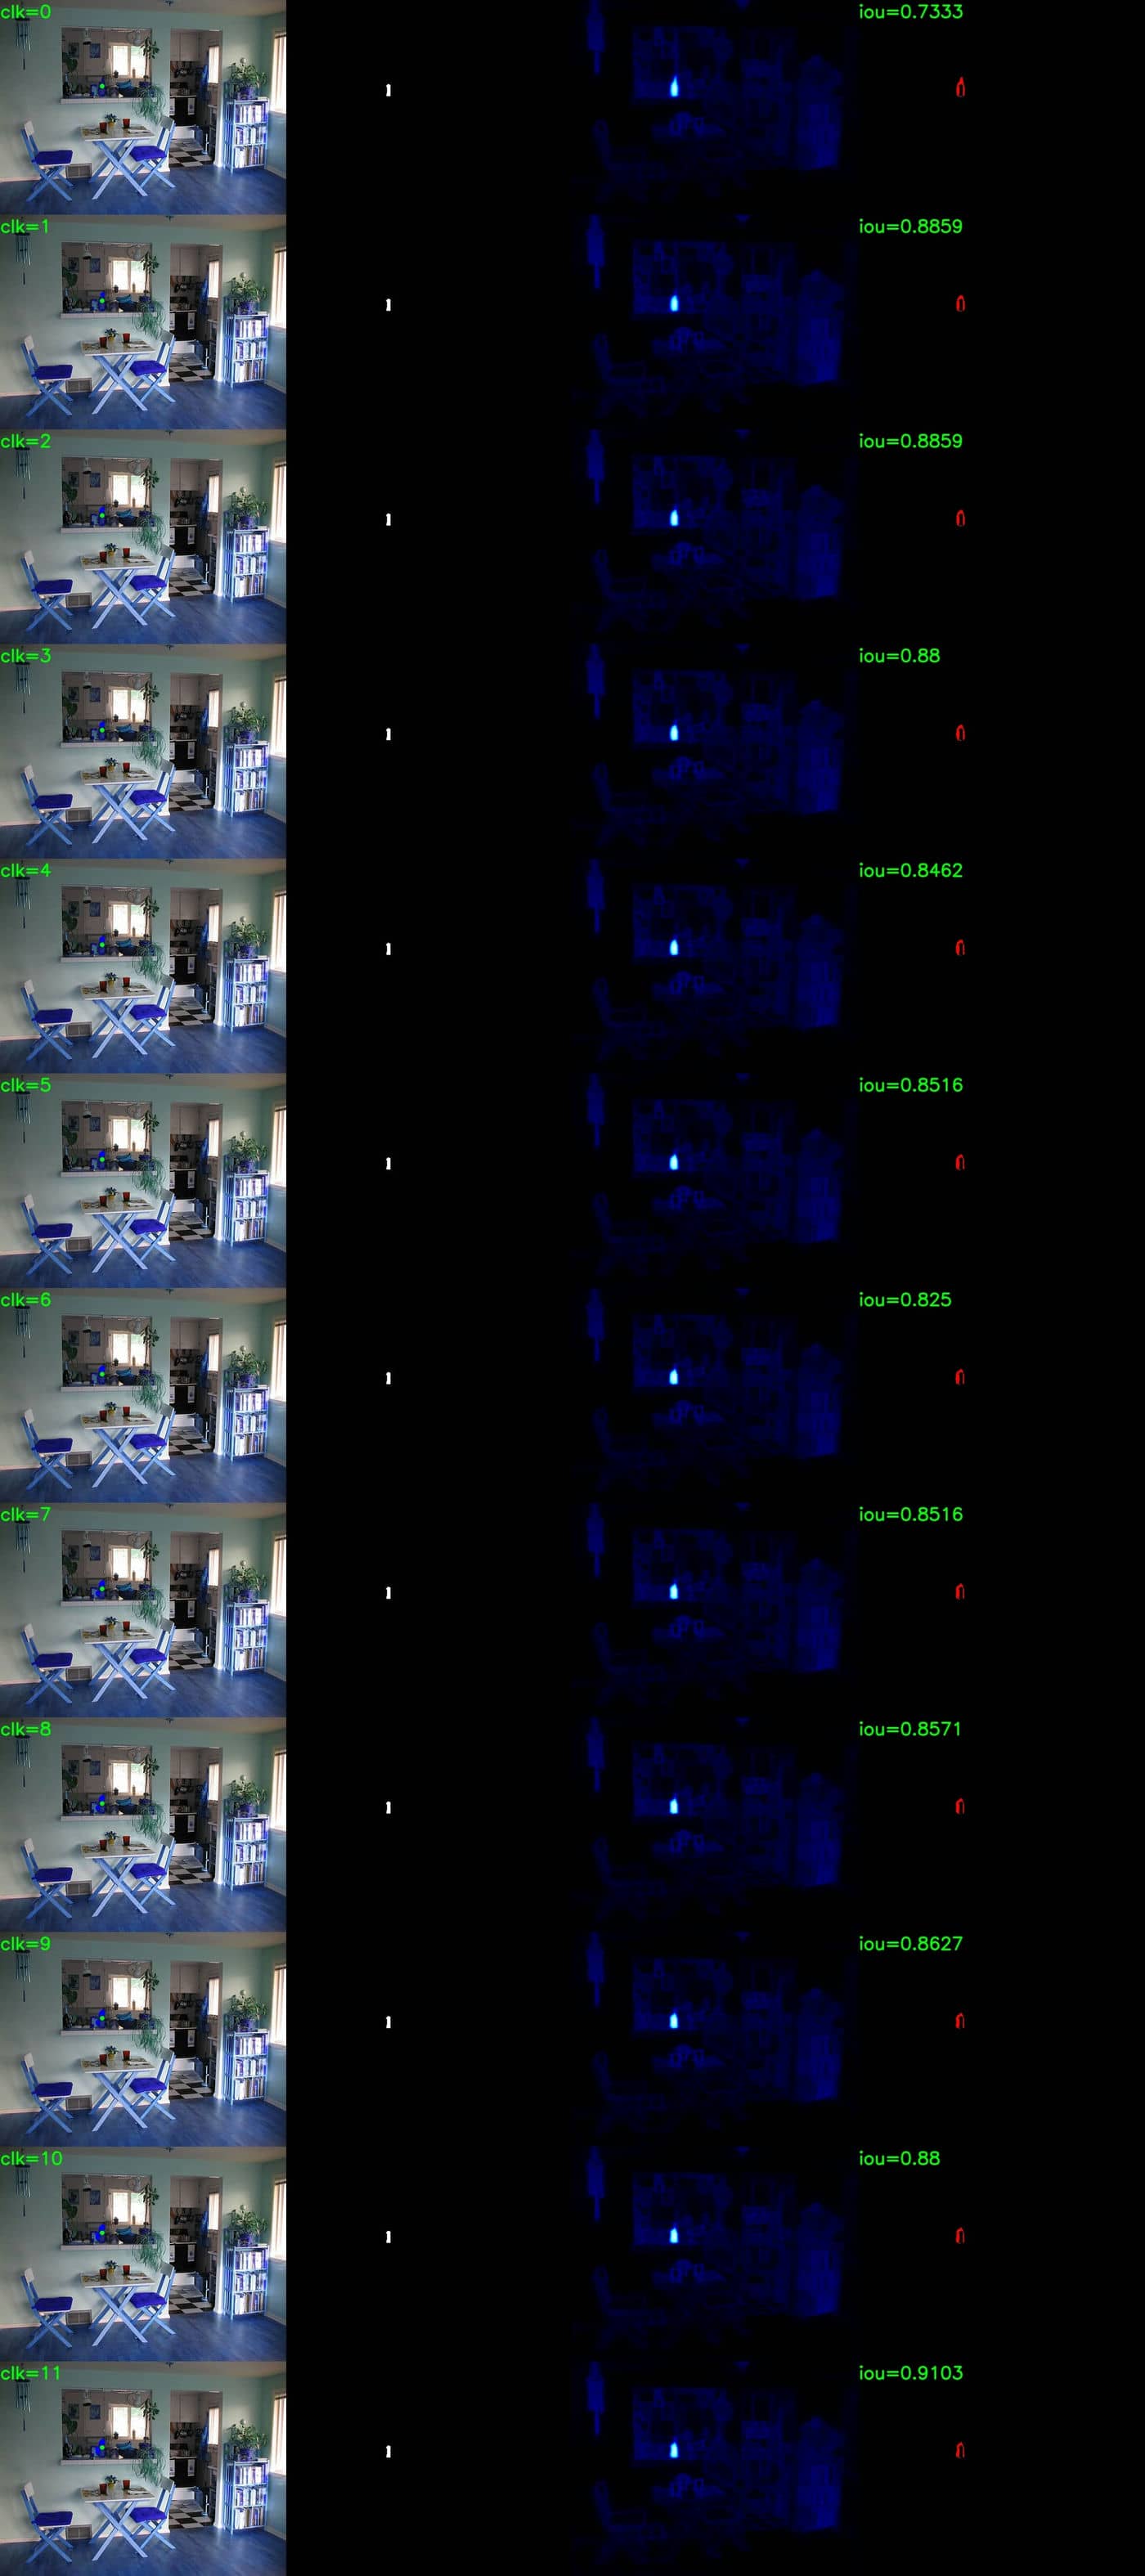 clk=0 iou=0.7333
clk=1 iou=0.8859
clk=2 iou=0.8859
clk=3 iou=0.88
clk=4 iou=0.8462
clk=5 iou=0.8516
clk=6 iou=0.825
clk=7 iou=0.8516
clk=8 iou=0.8571
clk=9 iou=0.8627
clk=10 iou=0.88
clk=11 iou=0.9103